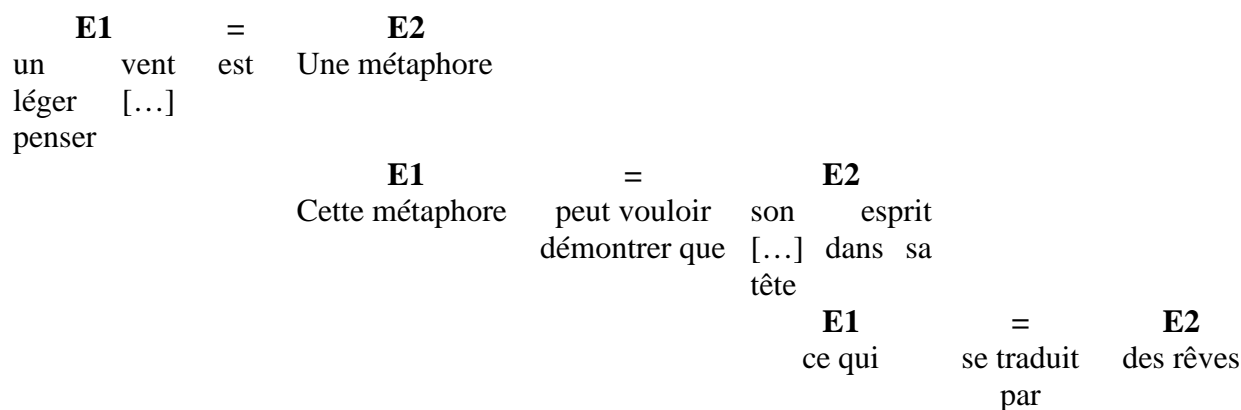 E1 = E2
un vent est Une métaphore
léger […]
penser
E1 = E2
Cette métaphore peut vouloir son esprit
démontrer que […] dans sa
tête
E1 = E2
ce qui se traduit des rêves
par